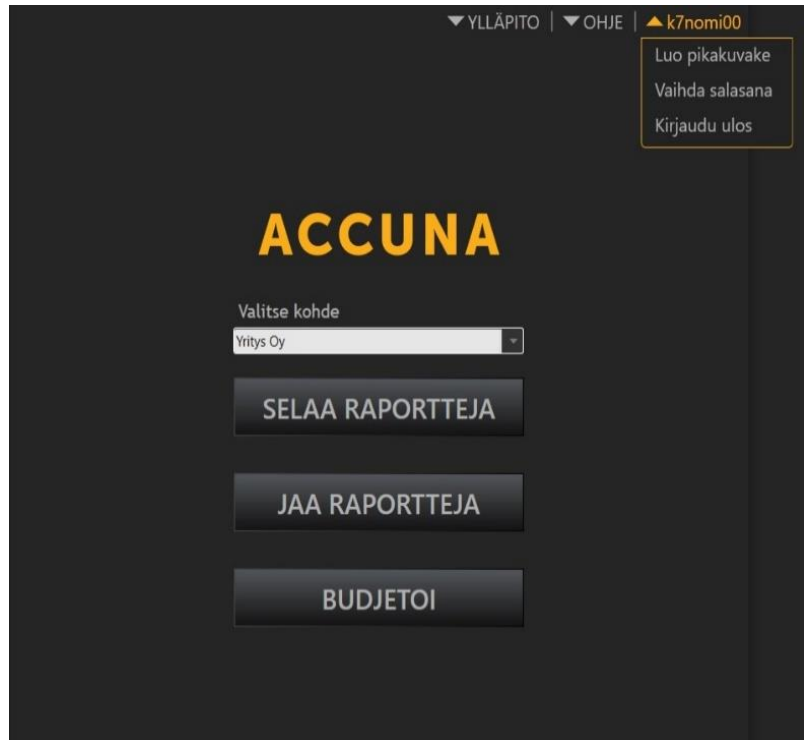 YLLÄPITO | OHJE | k7nomi00
Luo pikakuvake
Vaihda salasana
Kirjaudu ulos
ACCUNA
Valitse kohde
Yritys Oy
SELAA RAPORTTEJA
JAA RAPORTTEJA
BUDJETOI